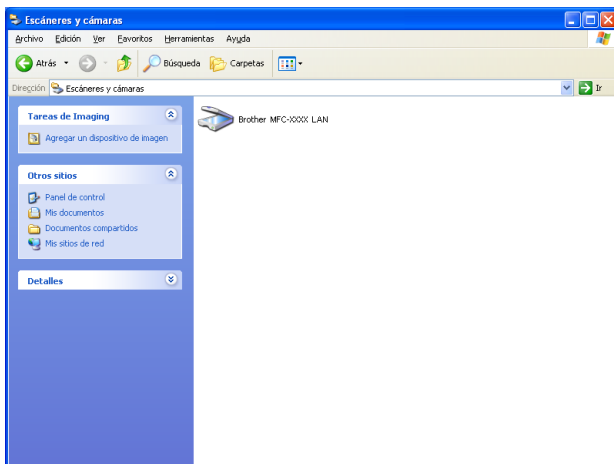 Escáneres y cámaras
Archivo Edición Ver Favoritos Herramientas Ayuda
Atrás Búsqueda Carpetas
Dirección Escáneres y cámaras Ir
Tareas de Imaging
Agregar un dispositivo de imagen
Otros sitios
Panel de control
Mis documentos
Documentos compartidos
Mis sitios de red
Detalles
Brother MFC-XXXX LAN